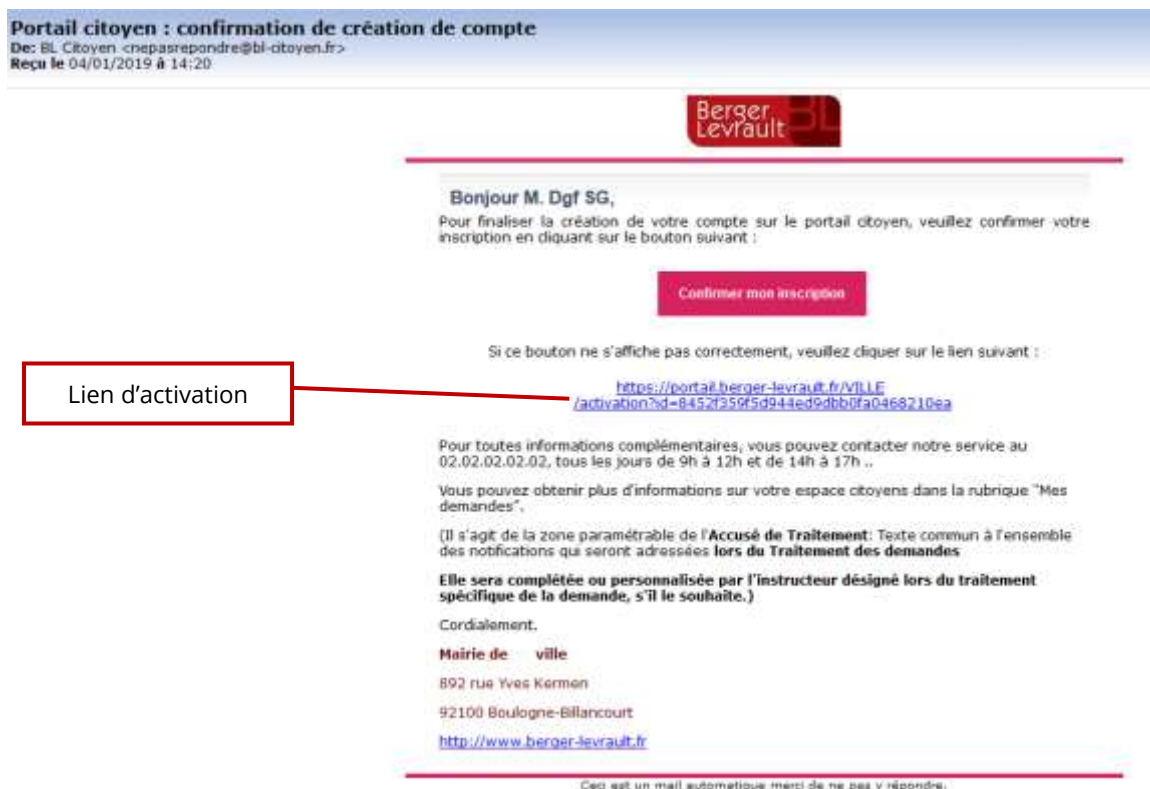 Portail citoyen : confirmation de création de compte
De: BL Citoyen <nepasrepondre@bl-citoyen.fr>
Reçu le 04/01/2019 à 14:20
Berger
Levrault BL
Bonjour M. Dgf SG,
Pour finaliser la création de votre compte sur le portail citoyen, veuillez confirmer votre
inscription en cliquant sur le bouton suivant :
Confirmer mon inscription
Si ce bouton ne s'affiche pas correctement, veuillez cliquer sur le lien suivant :
Lien d’activation
https://portail.berger-levrault.fr/VILLE
/activation?id=8452f359f5d944ed9dbb0fa0468210ea
Pour toutes informations complémentaires, vous pouvez contacter notre service au
02.02.02.02.02, tous les jours de 9h à 12h et de 14h à 17h ..
Vous pouvez obtenir plus d'informations sur votre espace citoyens dans la rubrique "Mes
demandes".
(Il s'agit de la zone paramétrable de l'Accusé de Traitement: Texte commun à l'ensemble
des notifications qui seront adressées lors du Traitement des demandes
Elle sera complétée ou personnalisée par l'instructeur désigné lors du traitement
spécifique de la demande, s'il le souhaite.)
Cordialement.
Mairie de ville
892 rue Yves Kermen
92100 Boulogne-Billancourt
http://www.berger-levrault.fr
Ceci est un mail automatique merci de ne pas y répondre.